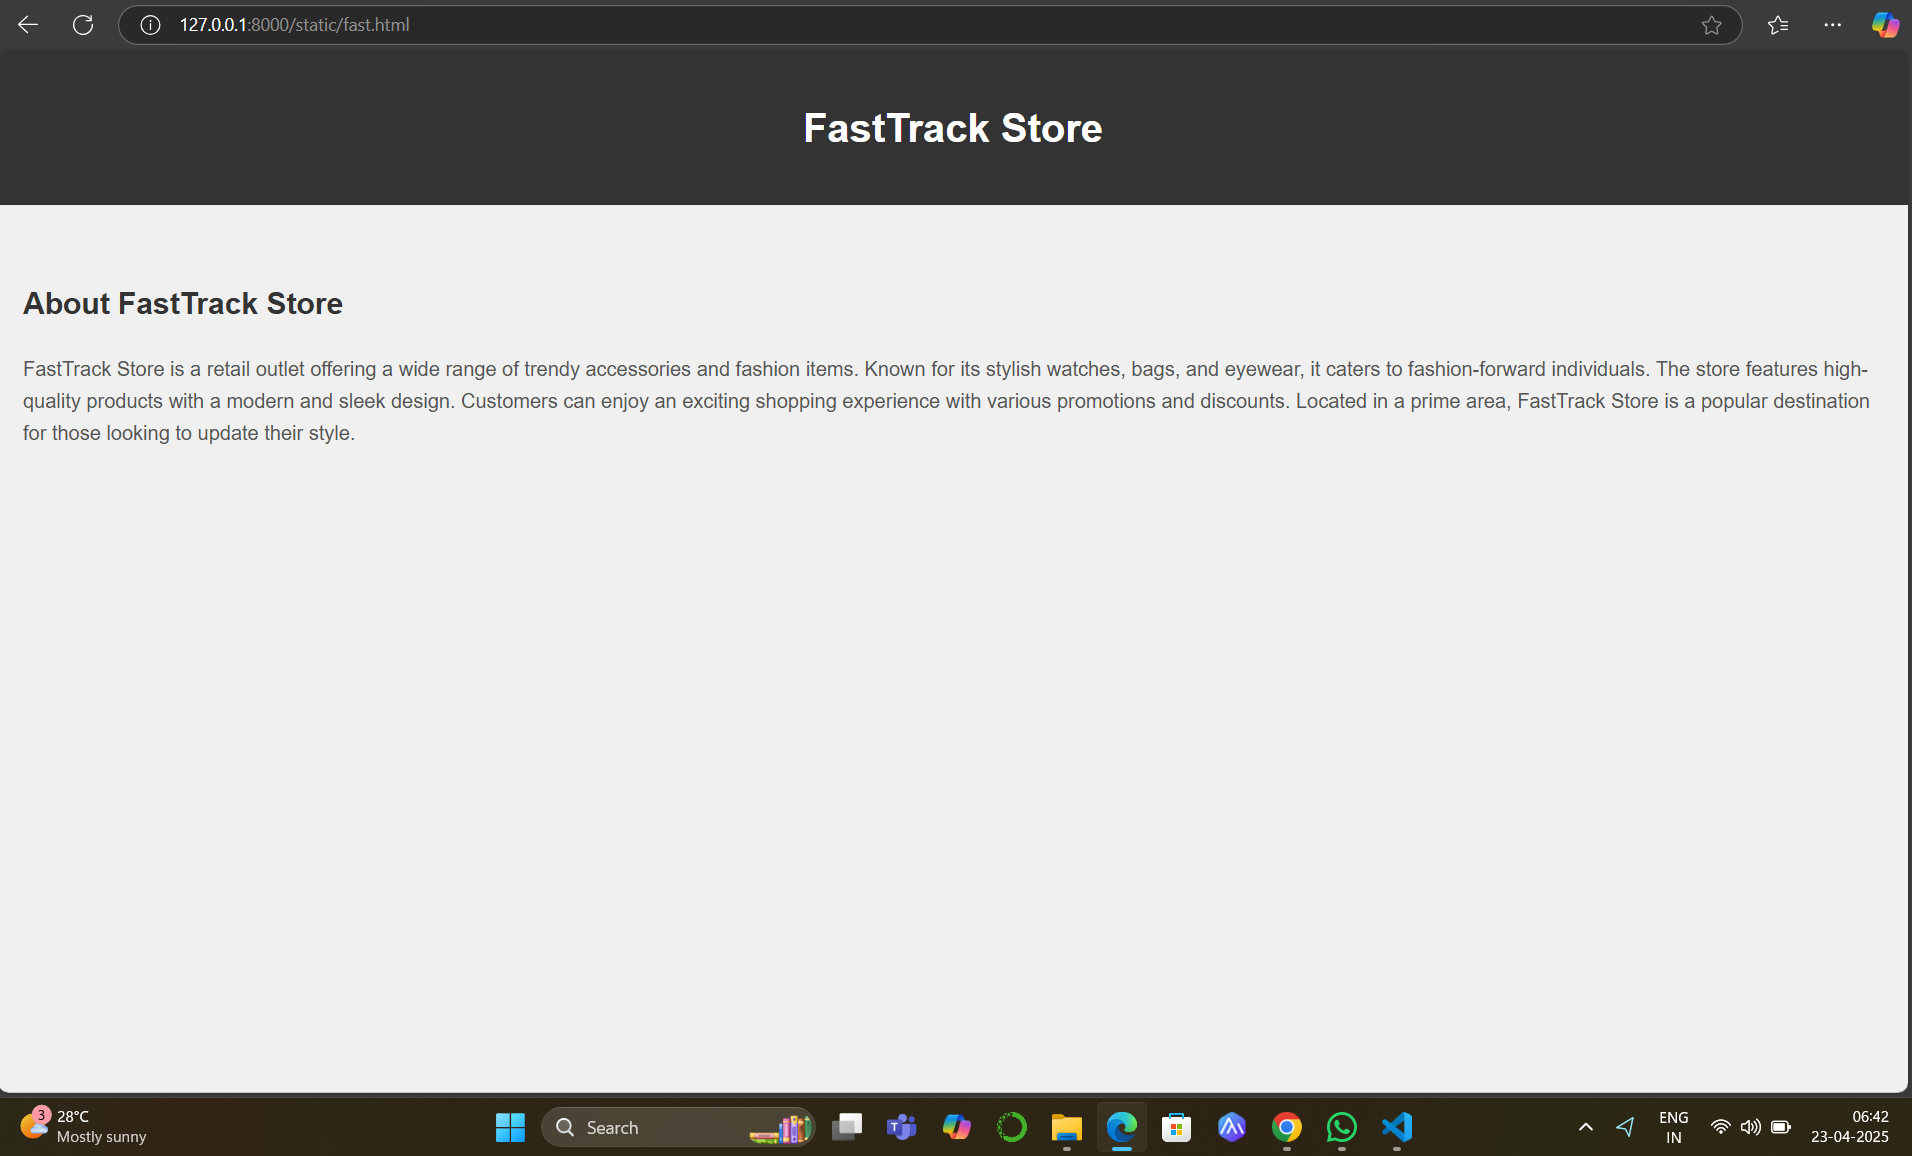 127.0.0.1:8000/static/fast.html
FastTrack Store
About FastTrack Store
FastTrack Store is a retail outlet offering a wide range of trendy accessories and fashion items. Known for its stylish watches, bags, and eyewear, it caters to fashion-forward individuals. The store features high-
quality products with a modern and sleek design. Customers can enjoy an exciting shopping experience with various promotions and discounts. Located in a prime area, FastTrack Store is a popular destination
for those looking to update their style.
3
28°C
Mostly sunny
Search
T
ENG
IN
06:42
23-04-2025